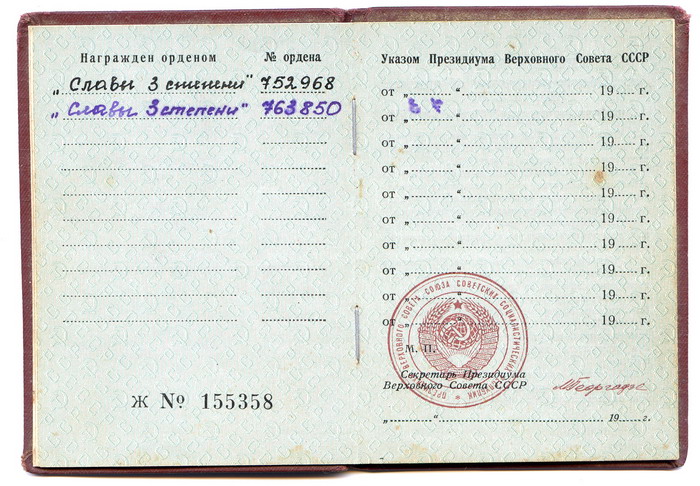 Награжден орденом
№ ордена
„Славы 3 степени" 752968
„Славы 3 степени" 763850
Ж № 155358
Указом Президиума Верховного Совета СССР
от „ “ 19 г.
от „ “ 19 г.
от „ “ 19 г.
от „ “ 19 г.
от „ “ 19 г.
от „ “ 19 г.
от „ “ 19 г.
от „ “ 19 г.
от „ “ 19 г.
от „ “ 19 г.
М. П.
Секретарь Президиума
Верховного Совета СССР
МГеоргадзе
„ “ 19 г.